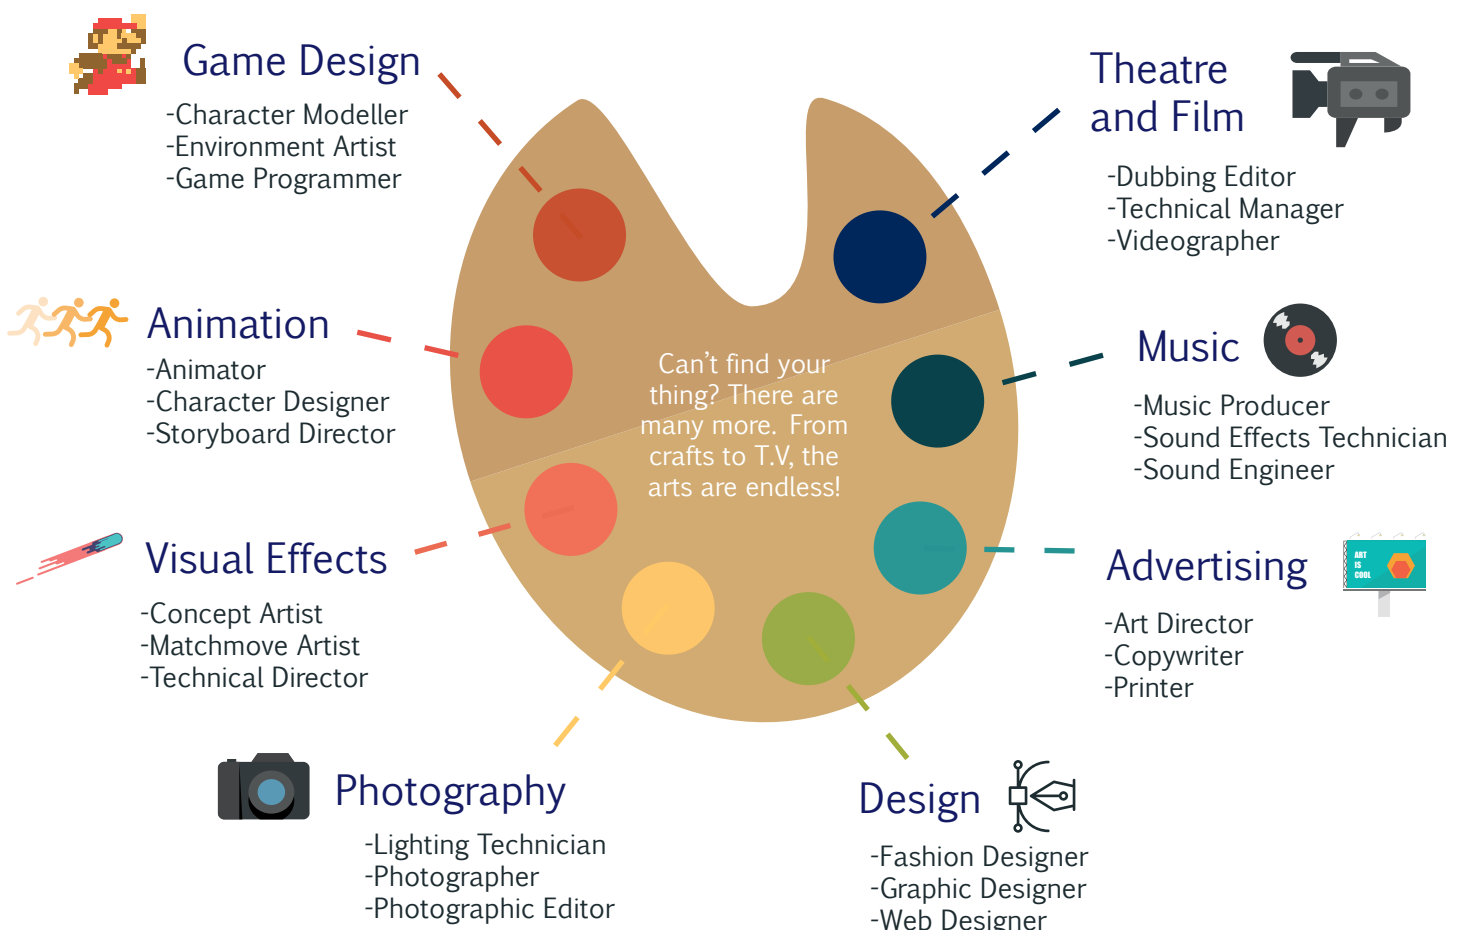 Game Design
-Character Modeller
-Environment Artist
-Game Programmer
Theatre
and Film
-Dubbing Editor
-Technical Manager
-Videographer
Animation
-Animator
-Character Designer
-Storyboard Director
Can't find your
thing? There are
many more. From
crafts to T.V, the
arts are endless!
Music
-Music Producer
-Sound Effects Technician
-Sound Engineer
Visual Effects
-Concept Artist
-Matchmove Artist
-Technical Director
Advertising
ART
IS
COOL
-Art Director
-Copywriter
-Printer
Photography
-Lighting Technician
-Photographer
-Photographic Editor
Design
-Fashion Designer
-Graphic Designer
-Web Designer